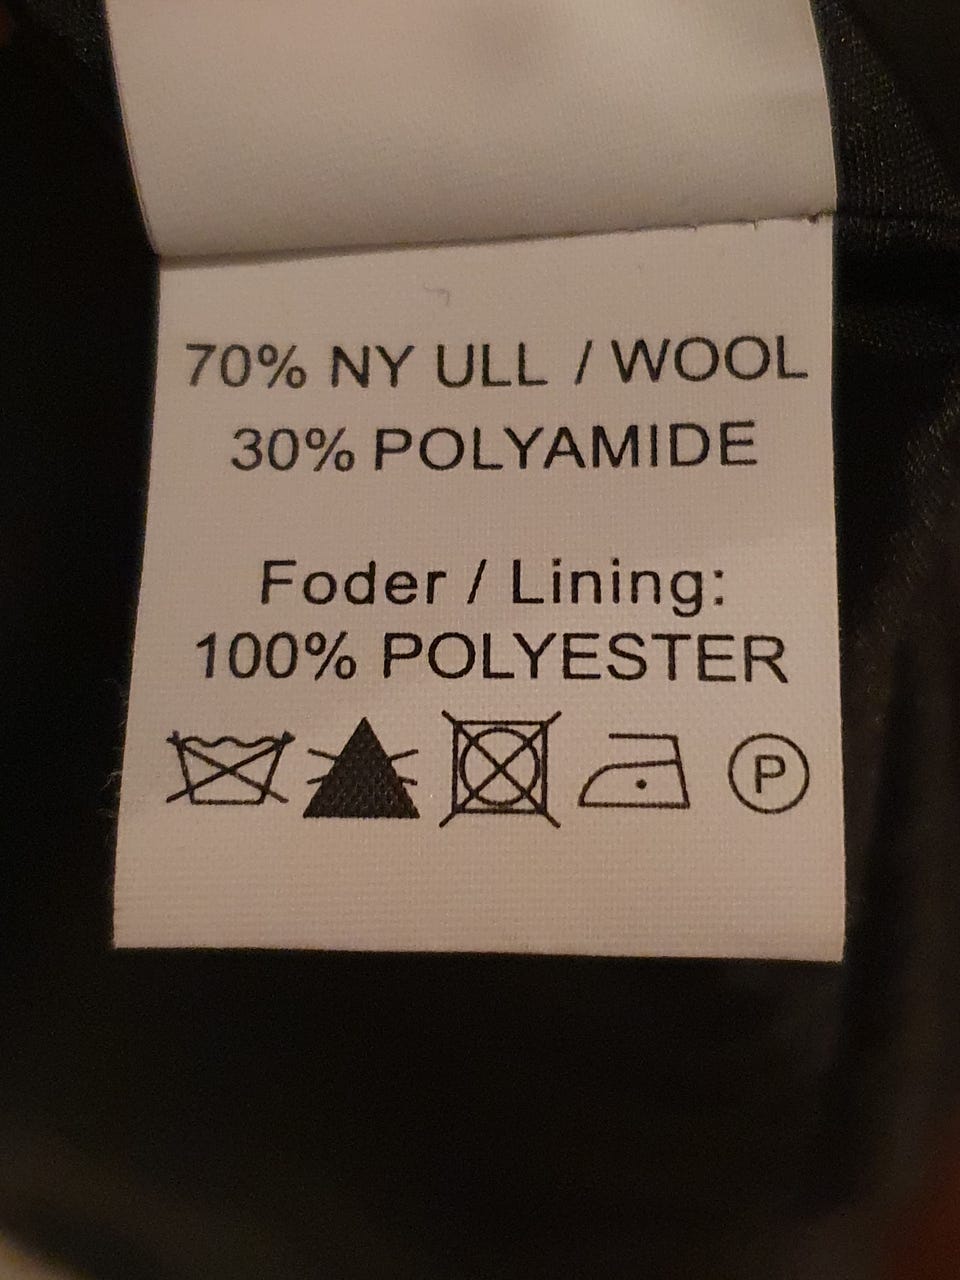 70% NY ULL / WOOL
30% POLYAMIDE
Foder / Lining:
100% POLYESTER
P